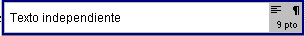 Texto independiente
¶
9 pto